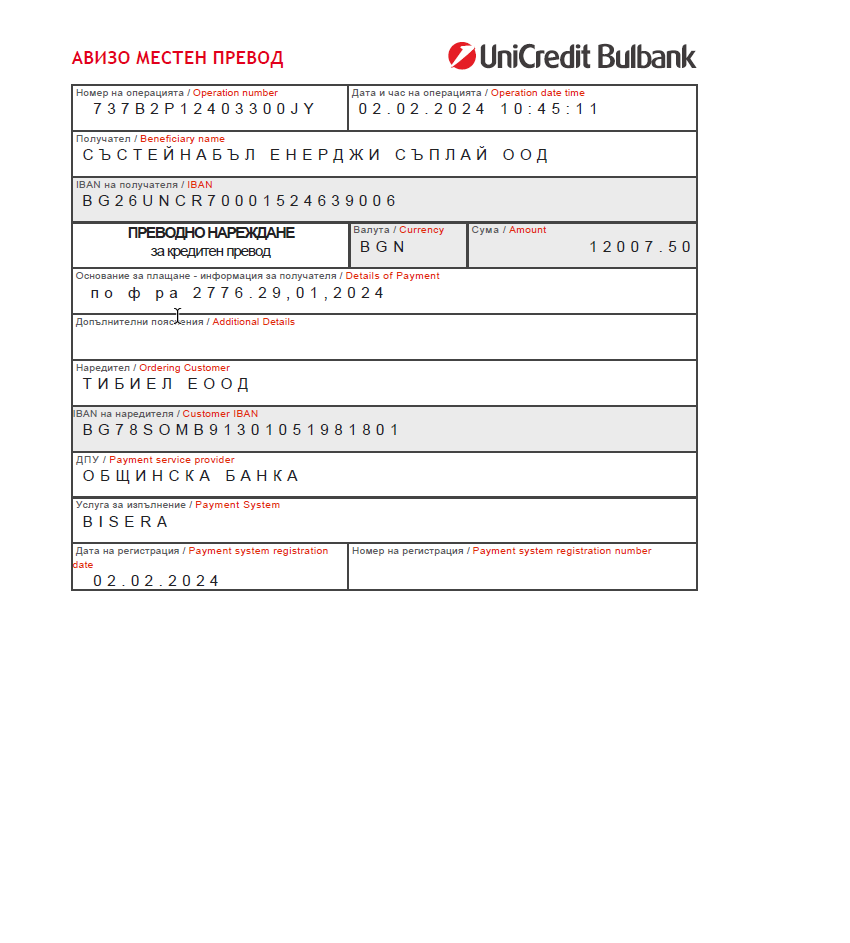 АВИЗО МЕСТЕН ПРЕВОД
UniCredit Bulbank
Номер на операцията / Operation number
737B2P12403300JY
Дата и час на операцията / Operation date time
02.02.2024 10:45:11
Получател / Beneficiary name
СЪСТЕЙНАБЪЛ ЕНЕРДЖИ СЪПЛАЙ ООД
IBAN на получателя / IBAN
BG26UNCR70001524639006
ПРЕВОДНО НАРЕЖДАНЕ
за кредитен превод
Валута / Currency
BGN
Сума / Amount
12007.50
Основание за плащане - информация за получателя / Details of Payment
по ф ра 2776.29,01,2024
Допълнителни пояснения / Additional Details
Наредител / Ordering Customer
ТИБИЕЛ ЕООД
IBAN на наредителя / Customer IBAN
BG78SOMB91301051981801
ДПУ / Payment service provider
ОБЩИНСКА БАНКА
Услуга за изпълнение / Payment System
BISERA
Дата на регистрация / Payment system registration
date
02.02.2024
Номер на регистрация / Payment system registration number